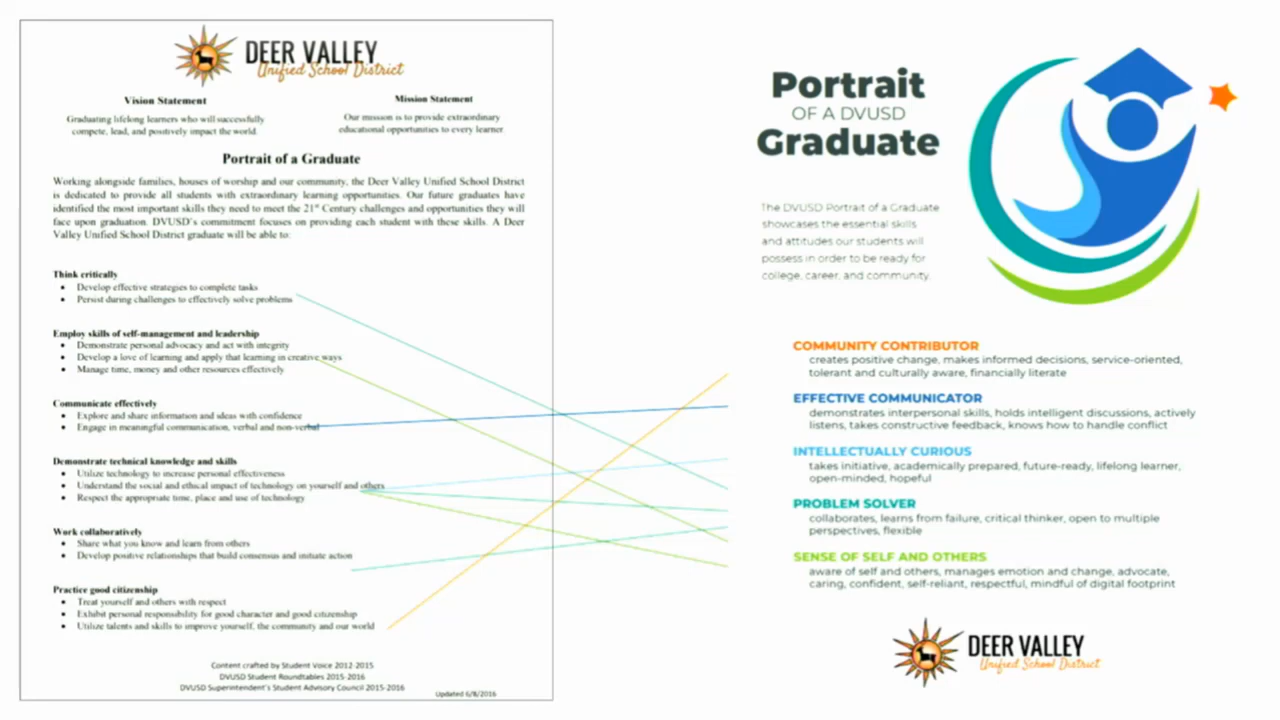 DEER VALLEY
Unified School District
Vision Statement
Graduating lifelong learners who will successfully
compete, lead, and positively impact the world.
Mission Statement
Our mission is to provide extraordinary
educational opportunities to every learner.
Portrait of a Graduate
Working alongside families, houses of worship and our community, the Deer Valley Unified School District
is dedicated to provide all students with extraordinary learning opportunities. Our future graduates have
identified the most important skills they need to meet the 21st Century challenges and opportunities they will
face upon graduation. DVUSD's commitment focuses on providing each student with these skills. A Deer
Valley Unified School District graduate will be able to:
Think critically
• Develop effective strategies to complete tasks
• Persist during challenges to effectively solve problems
Employ skills of self-management and leadership
• Demonstrate personal advocacy and act with integrity
• Develop a love of learning and apply that learning in creative ways
• Manage time, money and other resources effectively
Communicate effectively
• Explore and share information and ideas with confidence
• Engage in meaningful communication, verbal and non-verbal
Demonstrate technical knowledge and skills
• Utilize technology to increase personal effectiveness
• Understand the social and ethical impact of technology on yourself and others
• Respect the appropriate time, place and use of technology
Work collaboratively
• Share what you know and learn from others
• Develop positive relationships that build consensus and initiate action
Practice good citizenship
• Treat yourself and others with respect
• Exhibit personal responsibility for good character and good citizenship
• Utilize talents and skills to improve yourself, the community and our world
Content crafted by Student Voice 2012-2015
DVUSD Student Roundtables 2015-2016
DVUSD Superintendent's Student Advisory Council 2015-2016
Updated 6/8/2016
Portrait
OF A DVUSD
Graduate
The DVUSD Portrait of a Graduate
showcases the essential skills
and attitudes our students will
possess in order to be ready for
college, career, and community.
COMMUNITY CONTRIBUTOR
creates positive change, makes informed decisions, service-oriented,
tolerant and culturally aware, financially literate
EFFECTIVE COMMUNICATOR
demonstrates interpersonal skills, holds intelligent discussions, actively
listens, takes constructive feedback, knows how to handle conflict
INTELLECTUALLY CURIOUS
takes initiative, academically prepared, future-ready, lifelong learner,
open-minded, hopeful
PROBLEM SOLVER
collaborates, learns from failure, critical thinker, open to multiple
perspectives, flexible
SENSE OF SELF AND OTHERS
aware of self and others, manages emotion and change, advocate,
caring, confident, self-reliant, respectful, mindful of digital footprint
DEER VALLEY
Unified School District